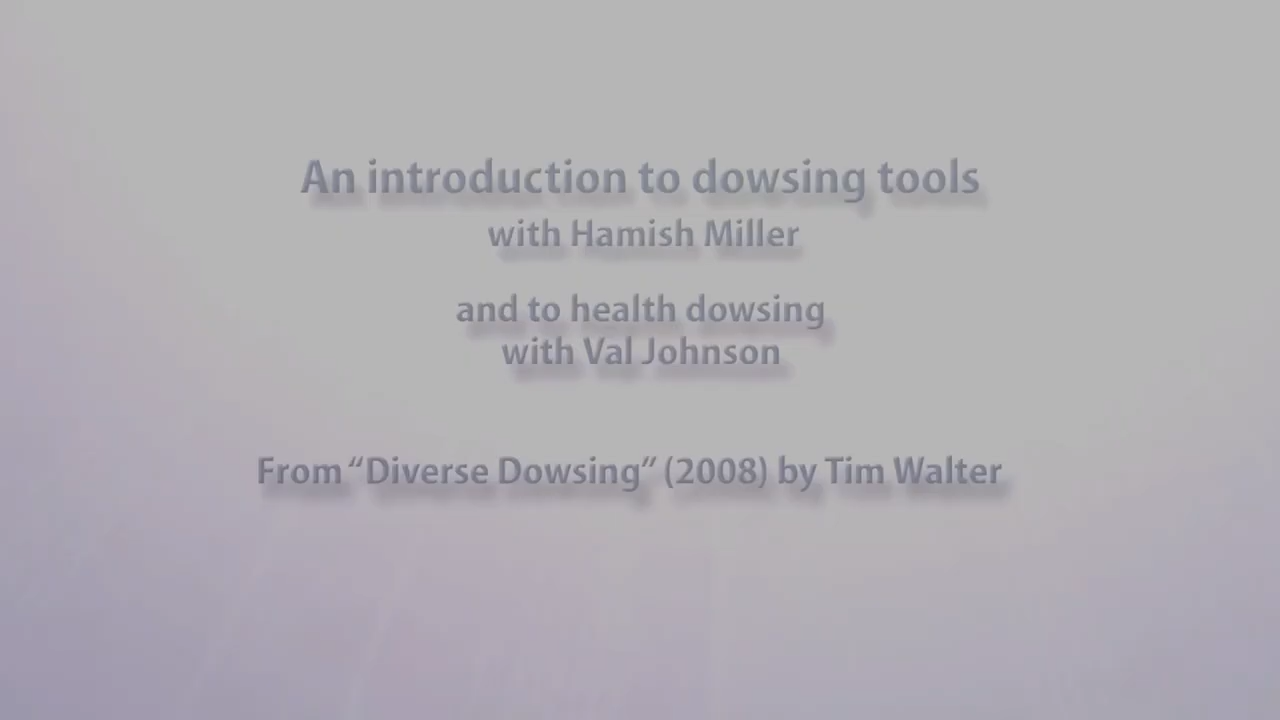 An introduction to dowsing tools
with Hamish Miller
and to health dowsing
with Val Johnson
From “Diverse Dowsing” (2008) by Tim Walter